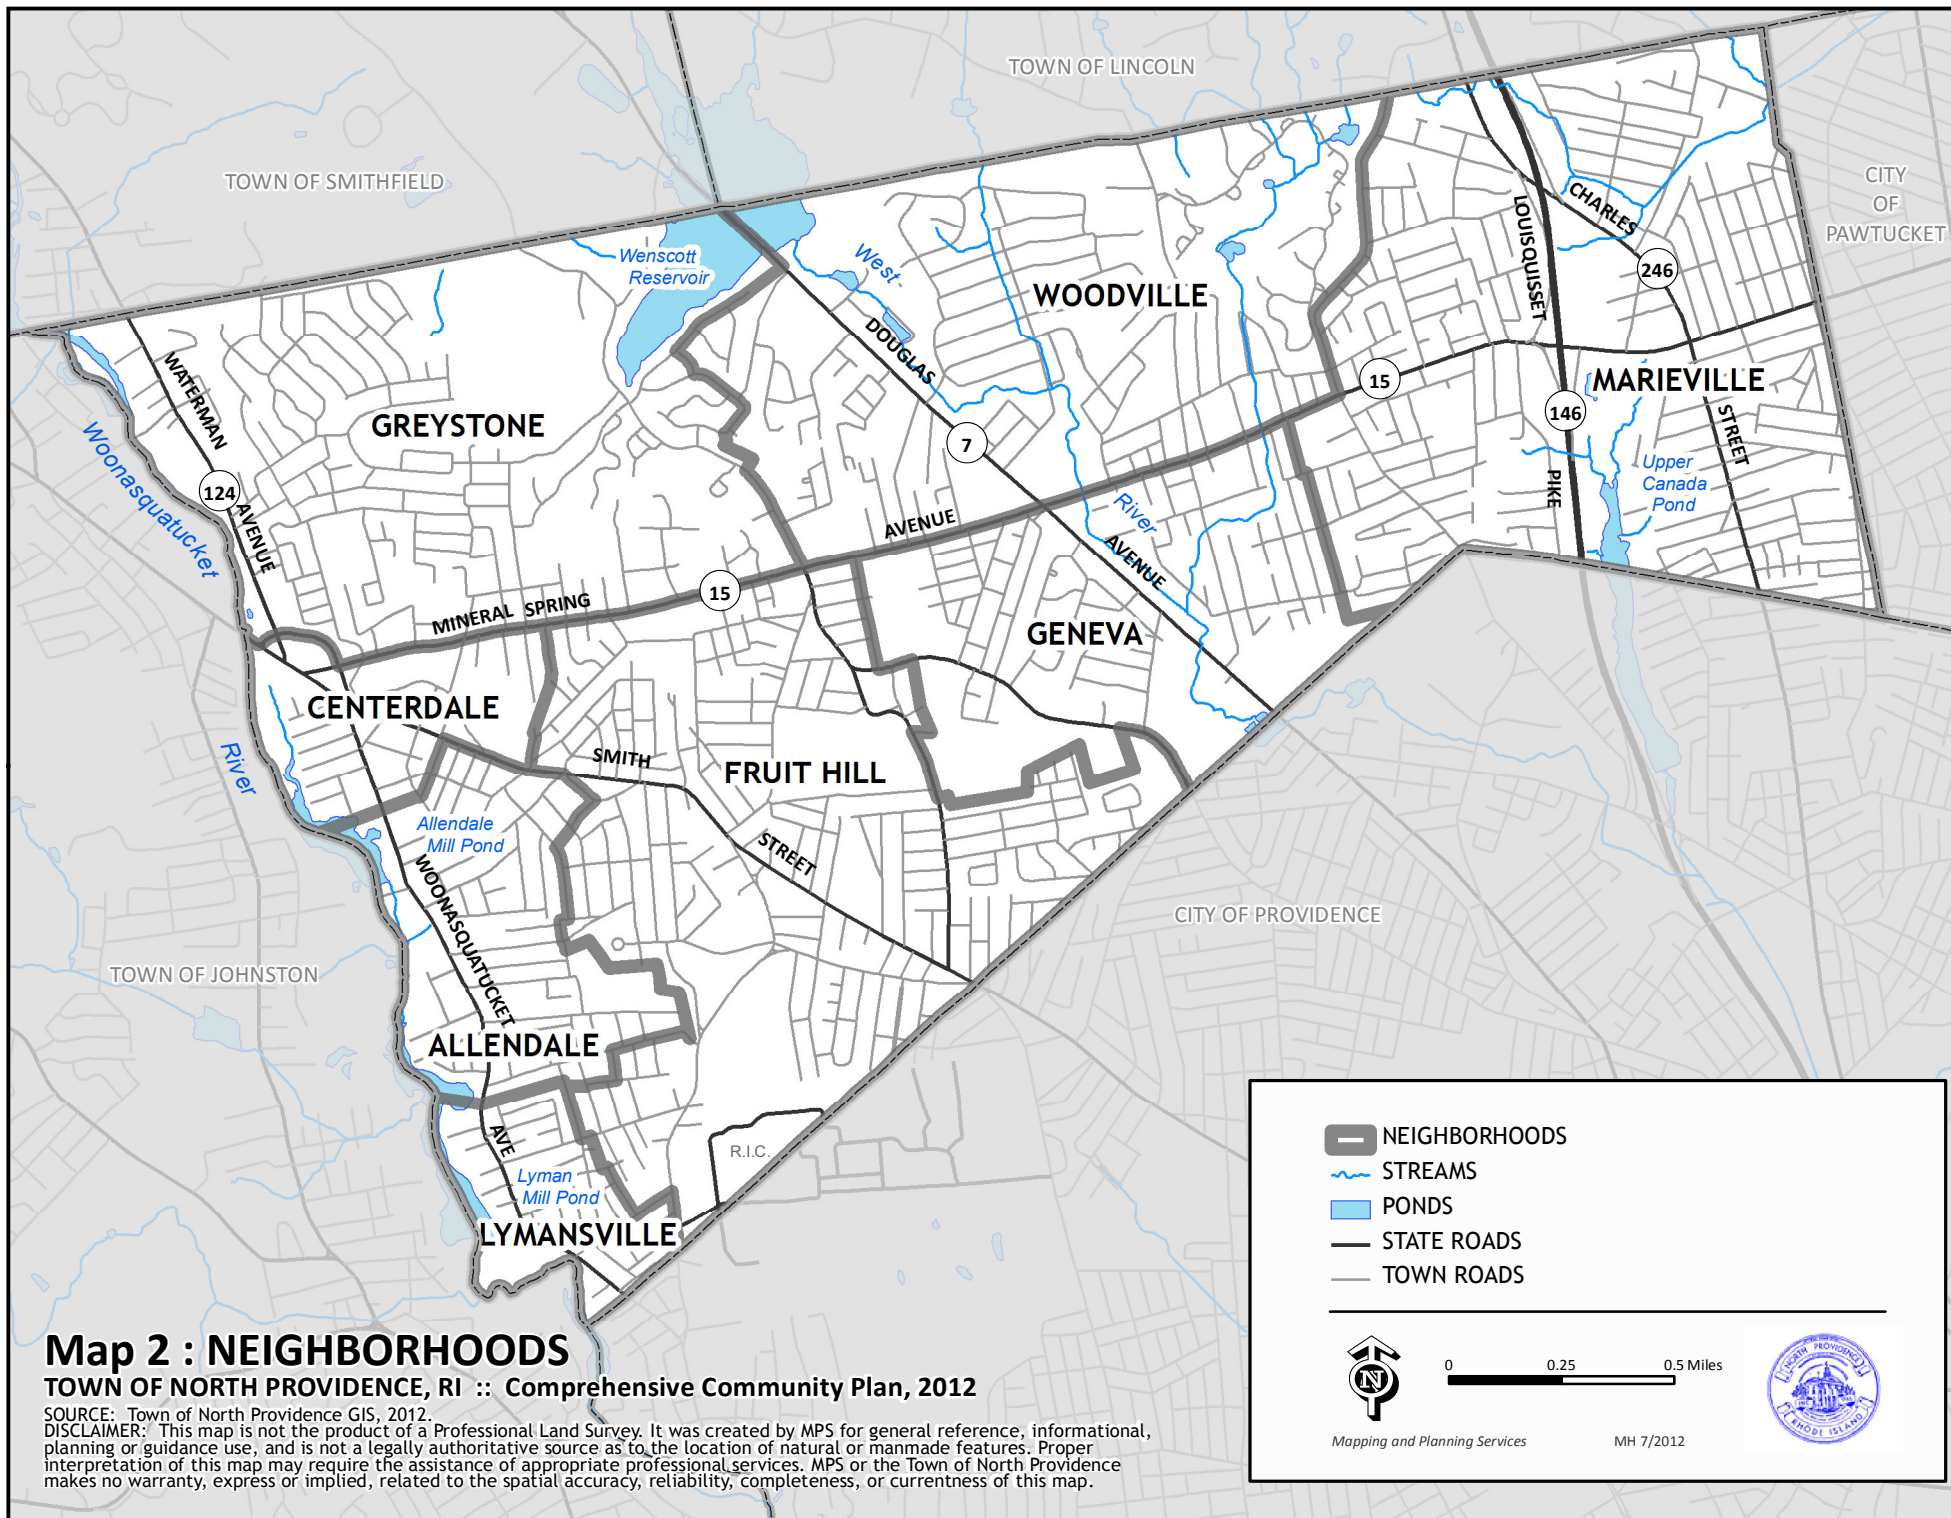 TOWN OF LINCOLN
TOWN OF SMITHFIELD
CITY
OF
PAWTUCKET
Wenscott
Reservoir
West
WOODVILLE
LOUISQUISSET
CHARLES
246
DOUGLAS
WATERMAN
GREYSTONE
15
MARIEVILLE
146
STREET
7
Woonasquatucket
124
AVENUE
Upper
Canada
Pond
PIKE
River
AVENUE
AVENUE
15
MINERAL SPRING
GENEVA
CENTERDALE
River
SMITH
FRUIT HILL
Allendale
Mill Pond
STREET
WOONASQUATUCKET
CITY OF PROVIDENCE
TOWN OF JOHNSTON
ALLENDALE
AVE
R.I.C.
Lyman
Mill Pond
LYMANSVILLE
NEIGHBORHOODS
STREAMS
PONDS
STATE ROADS
TOWN ROADS
N
0 0.25 0.5 Miles
NORTH PROVIDENCE
RHODE ISLAND
Mapping and Planning Services MH 7/2012
Map 2 : NEIGHBORHOODS
TOWN OF NORTH PROVIDENCE, RI :: Comprehensive Community Plan, 2012
SOURCE: Town of North Providence GIS, 2012.
DISCLAIMER: This map is not the product of a Professional Land Survey. It was created by MPS for general reference, informational,
planning or guidance use, and is not a legally authoritative source as to the location of natural or manmade features. Proper
interpretation of this map may require the assistance of appropriate professional services. MPS or the Town of North Providence
makes no warranty, express or implied, related to the spatial accuracy, reliability, completeness, or currentness of this map.